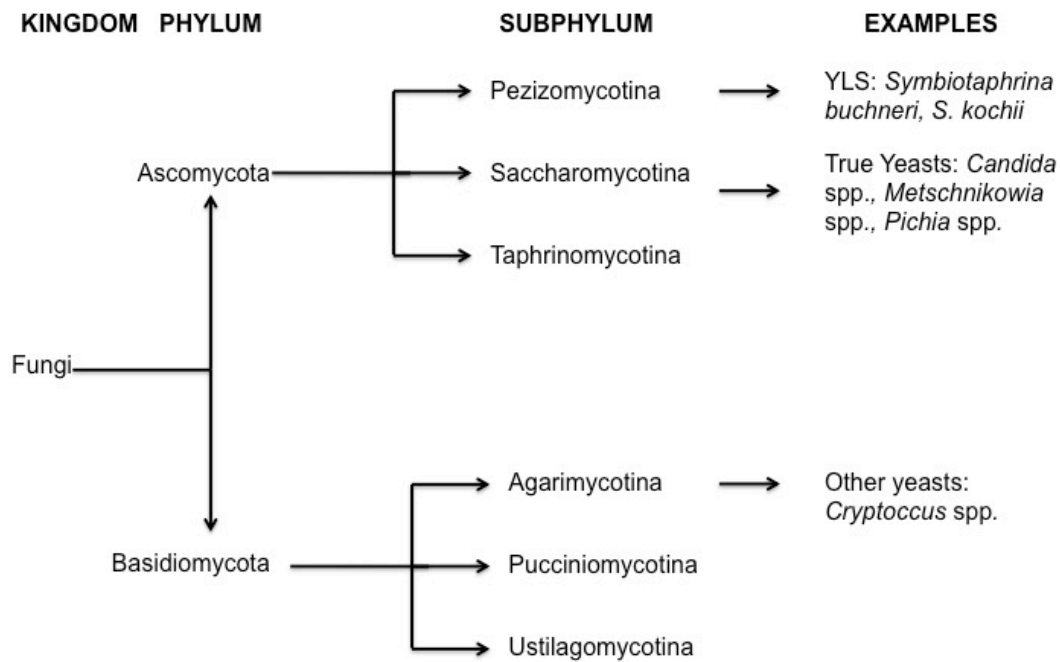 KINGDOM PHYLUM SUBPHYLUM EXAMPLES
Pezizomycotina
YLS: Symbiotaphrina
buchneri, S. kochii
Ascomycota
Saccharomycotina
True Yeasts: Candida
spp., Metschnikowia
spp., Pichia spp.
Taphrinomycotina
Fungi
Agarimycotina
Other yeasts:
Cryptoccus spp.
Basidiomycota
Pucciniomycotina
Ustilagomycotina